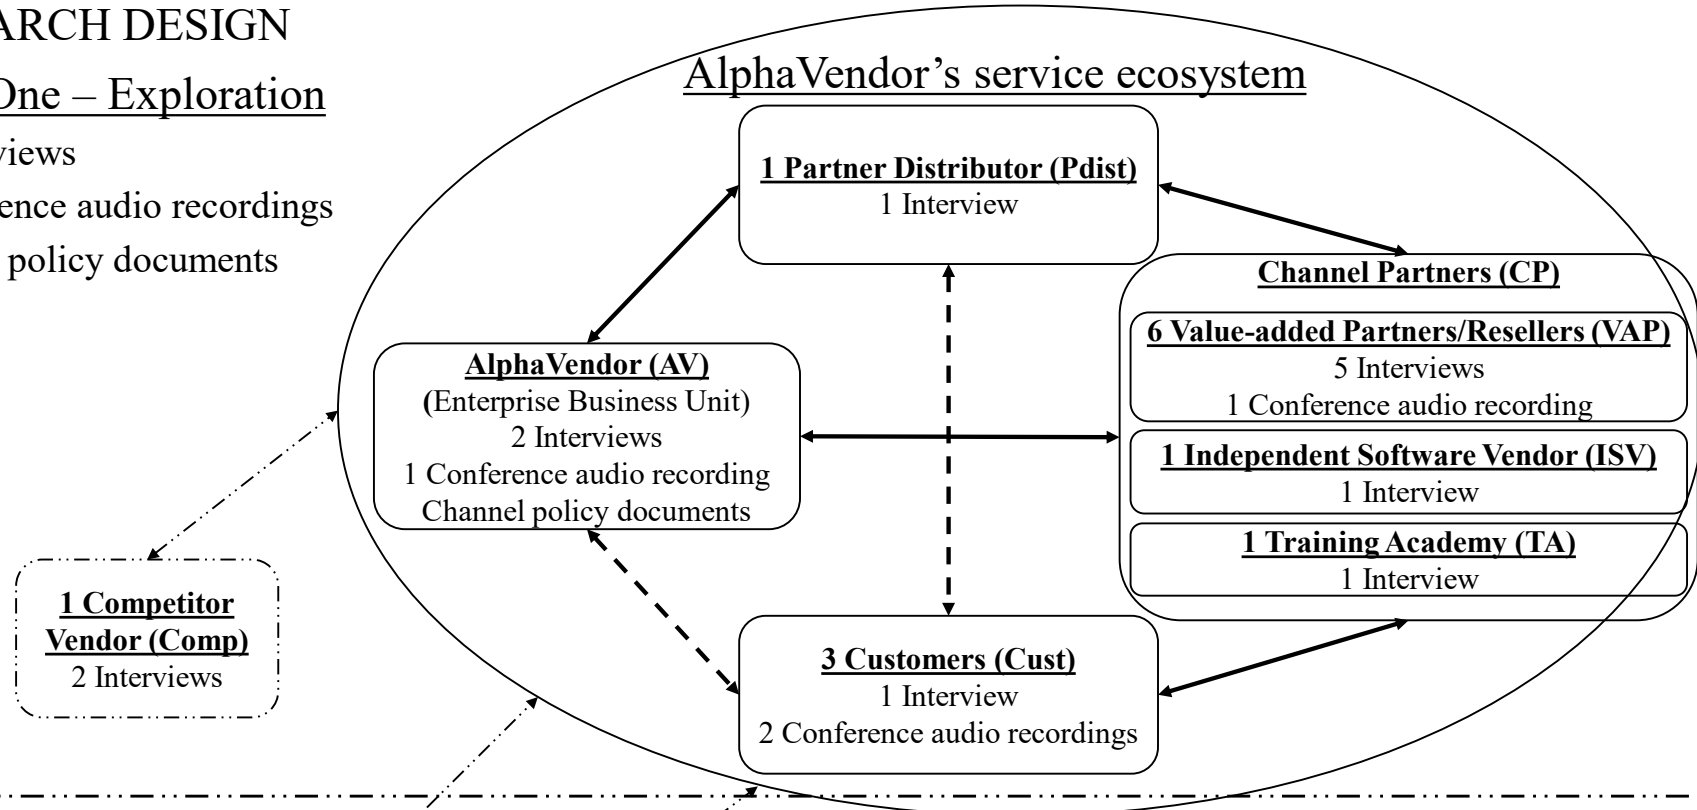 ARCH DESIGN
One – Exploration
views
ence audio recordings
policy documents
AlphaVendor’s service ecosystem
1 Partner Distributor (Pdist)
1 Interview
Channel Partners (CP)
6 Value-added Partners/Resellers (VAP)
5 Interviews
1 Conference audio recording
1 Independent Software Vendor (ISV)
1 Interview
1 Training Academy (TA)
1 Interview
AlphaVendor (AV)
(Enterprise Business Unit)
2 Interviews
1 Conference audio recording
Channel policy documents
1 Competitor
Vendor (Comp)
2 Interviews
3 Customers (Cust)
1 Interview
2 Conference audio recordings